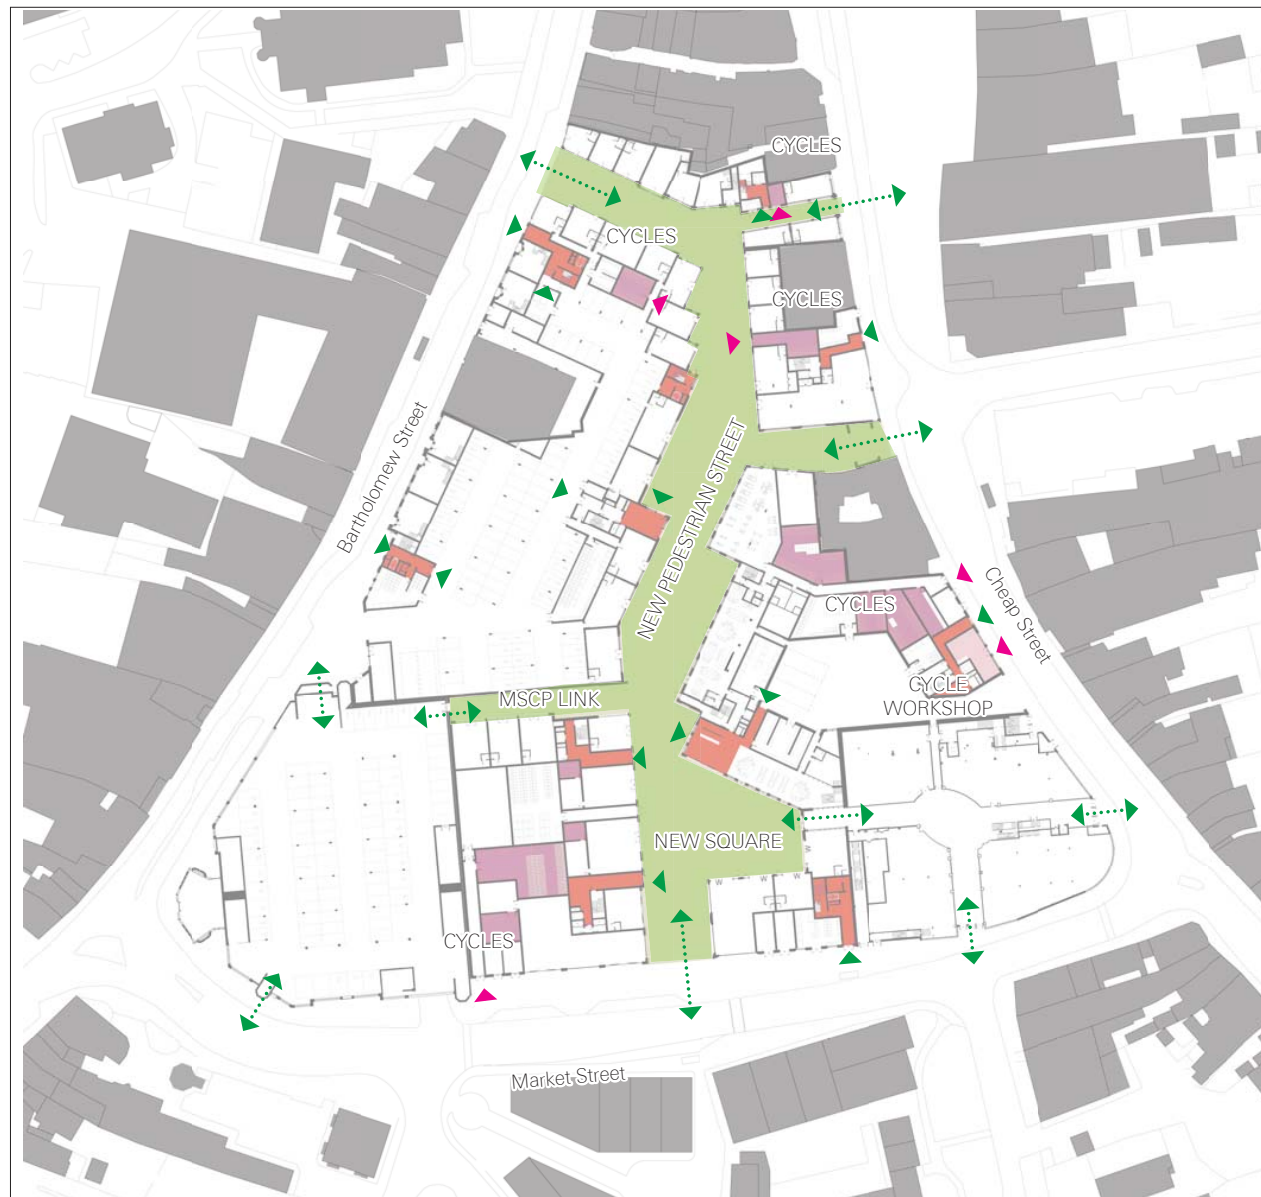 CYCLES
CYCLES
CYCLES
Bartholomew Street
NEW PEDESTRIAN STREET
CYCLES
Cheap Street
CYCLE
WORKSHOP
MSCP LINK
NEW SQUARE
CYCLES
Market Street